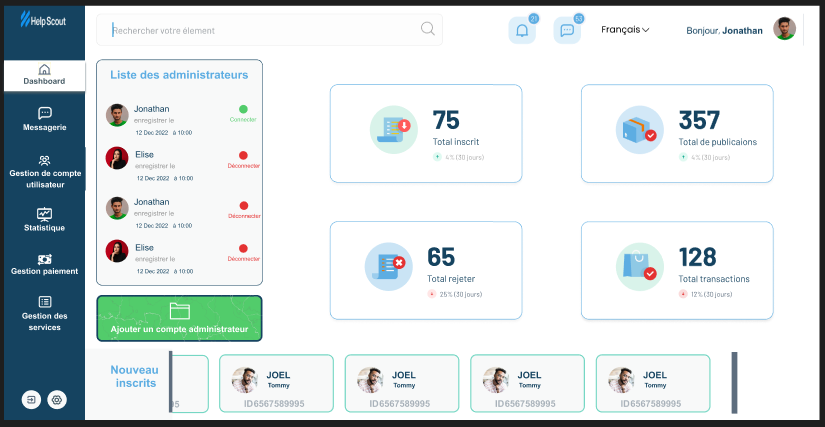 HelpScout
Rechercher votre élement
21
53
Français
Bonjour. Jonathan
Dashboard
Messagerie
Gestion de compte
utilisateur
Statistique
Gestion paiement
Gestion des
services
Liste des administrateurs
Jonathan
enregistrer le
12 Dec 2022 à 10:00
Connecter
Elise
enregistrer le
12 Dec 2022 à 10:00
Déconnecter
Jonathan
enregistrer le
12 Dec 2022 à 10:00
Déconnecter
Elise
enregistrer le
12 Dec 2022 à 10:00
Déconnecter
Ajouter un compte administrateur
75
Total inscrit
4% (30 jours)
357
Total de publicaions
4% (30 jours)
65
Total rejeter
25% (30 jours)
128
Total transactions
12% (30 jours)
Nouveau
inscrits
95
JOEL
Tommy
ID6567589995
JOEL
Tommy
ID6567589995
JOEL
Tommy
ID6567589995
JOEL
Tommy
ID6567589995